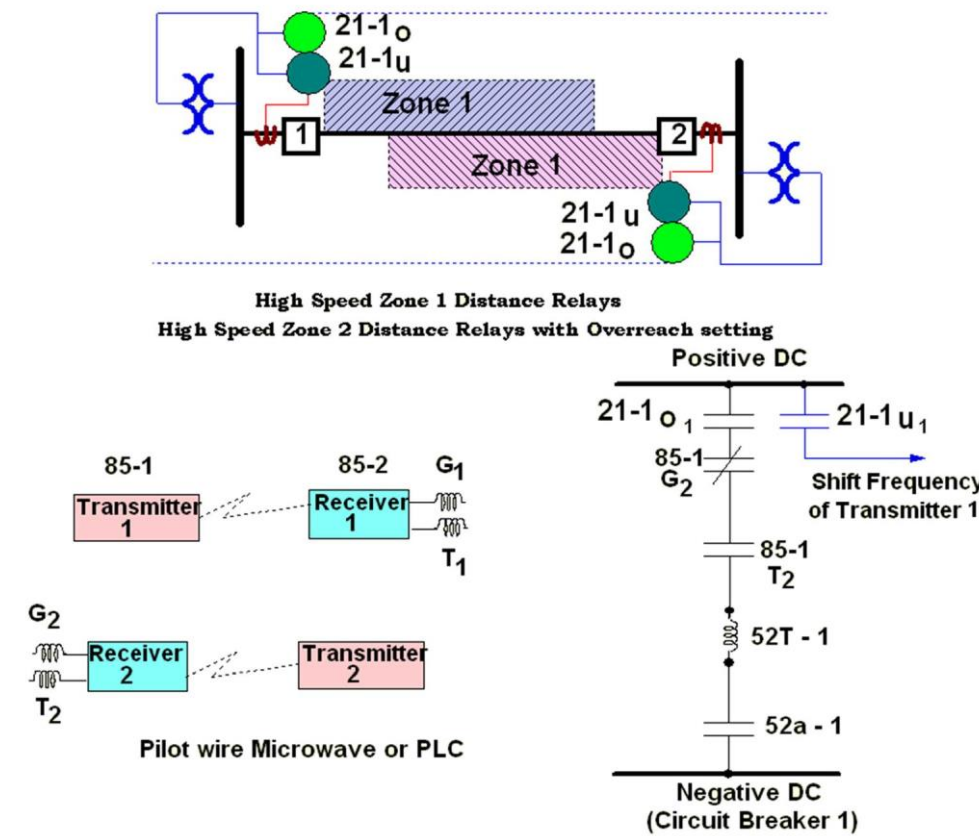 21-1o
21-1u
Zone 1
1
2
Zone 1
21-1 u
21-1o
High Speed Zone 1 Distance Relays
High Speed Zone 2 Distance Relays with Overreach setting
Positive DC
21-1 o 1
21-1 u 1
85-1
G2
Shift Frequency
of Transmitter 1
85-1
T2
52T - 1
52a - 1
Negative DC
(Circuit Breaker 1)
85-1
85-2
G1
Transmitter
1
Receiver
1
T1
G2
Receiver
2
Transmitter
2
T2
Pilot wire Microwave or PLC